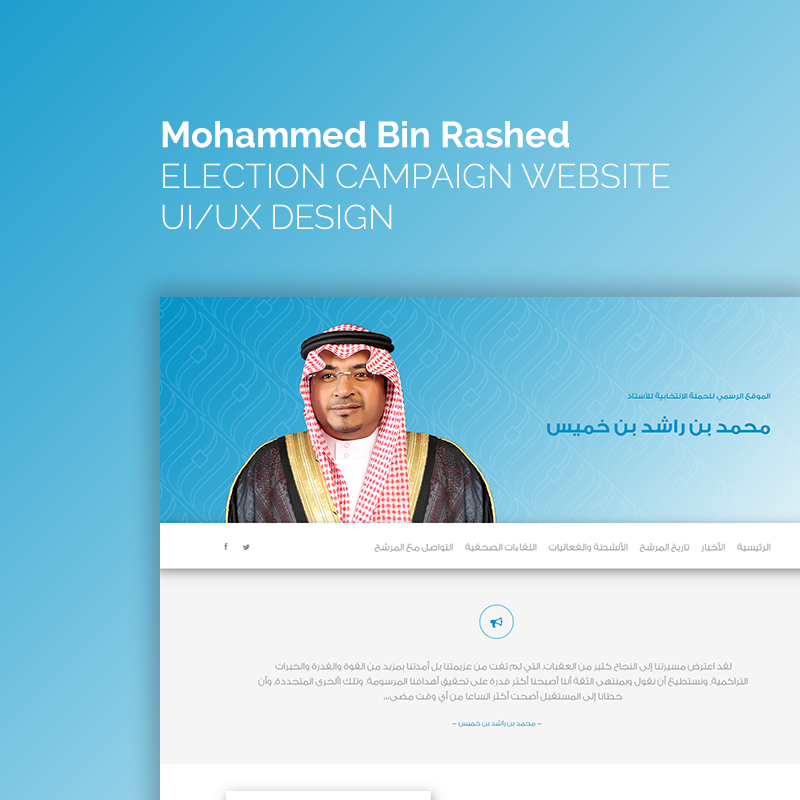 Mohammed Bin Rashed
ELECTION CAMPAIGN WEBSITE
UI/UX DESIGN
الموقع الرسمي للحملة الإنتخابية للأستاذ
محمد بن راشد بن خميس
الرئيسية الأخبار تاريخ المرشح الأنشطة والفعاليات اللقاءات الصحفية التواصل مع المرشح
لقد اعترض مسيرتنا إلى النجاح كثير من العقبات، التي لم تفت من عزيمتنا بل أمدتنا بمزيد من القوة والقدرة والخبرات
التراكمية، ونستطيع أن نقول وبمنتهى الثقة أننا أصبحنا أكثر قدرة على تحقيق أهدافنا المرسومة، وتلك األخرى المتجددة، وأن
خطانا إلى المستقبل أضحت أكثر اتساعا من أي وقت مضى،،،
– محمد بن راشد بن خميس –